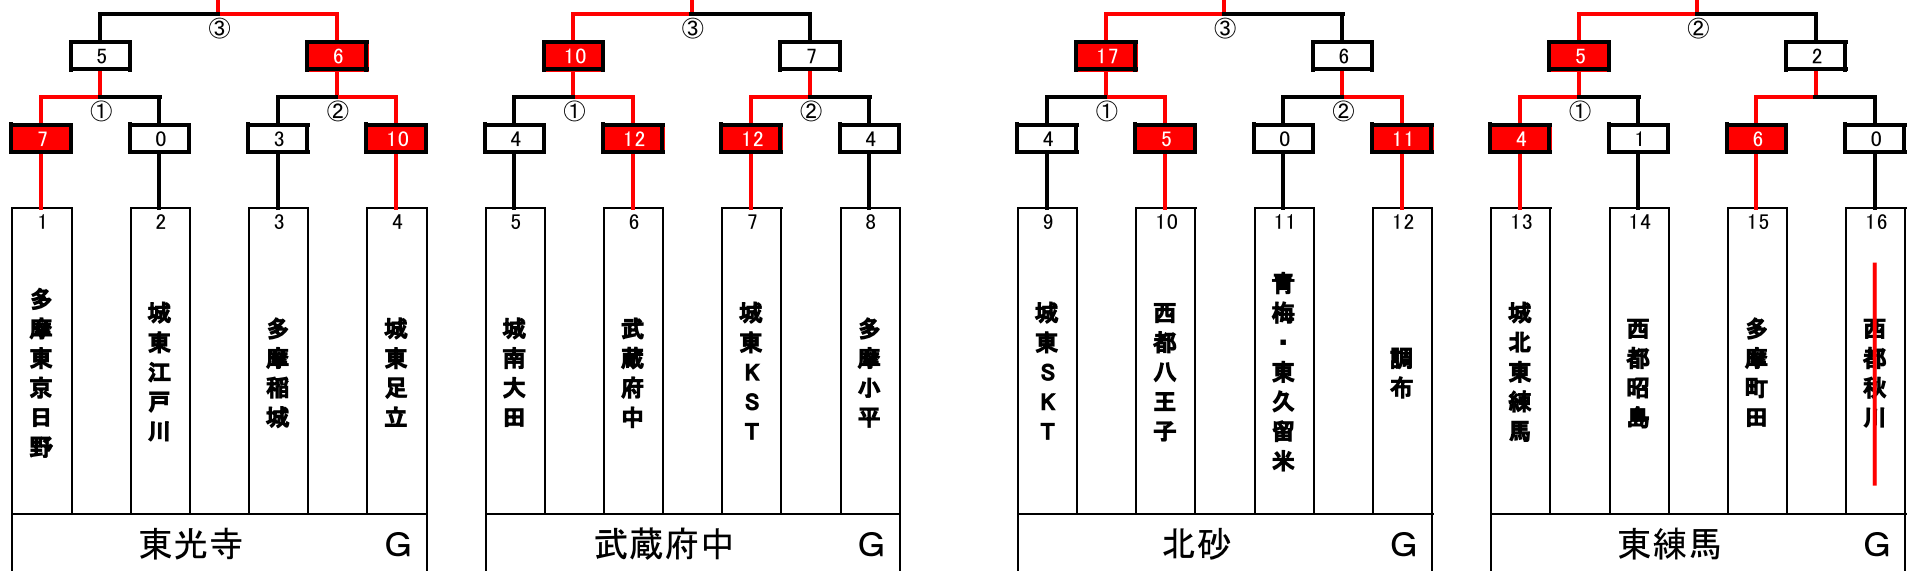 ③ ③ ③ ②
5 6 10 7 17 6 5 2
① ② ① ② ① ② ①
7 0 3 10 4 12 12 4 4 5 0 11 4 1 6 0
1 2 3 4 5 6 7 8 9 10 11 12 13 14 15 16
多摩東京日野
城東江戸川
多摩稲城
城東足立
城南大田
武蔵府中
城東KST
多摩小平
城東SKT
西都八王子
青梅・東久留米
調布
城北東練馬
西都昭島
多摩町田
西都秋川
東光寺 G
武蔵府中 G
北砂 G
東練馬 G